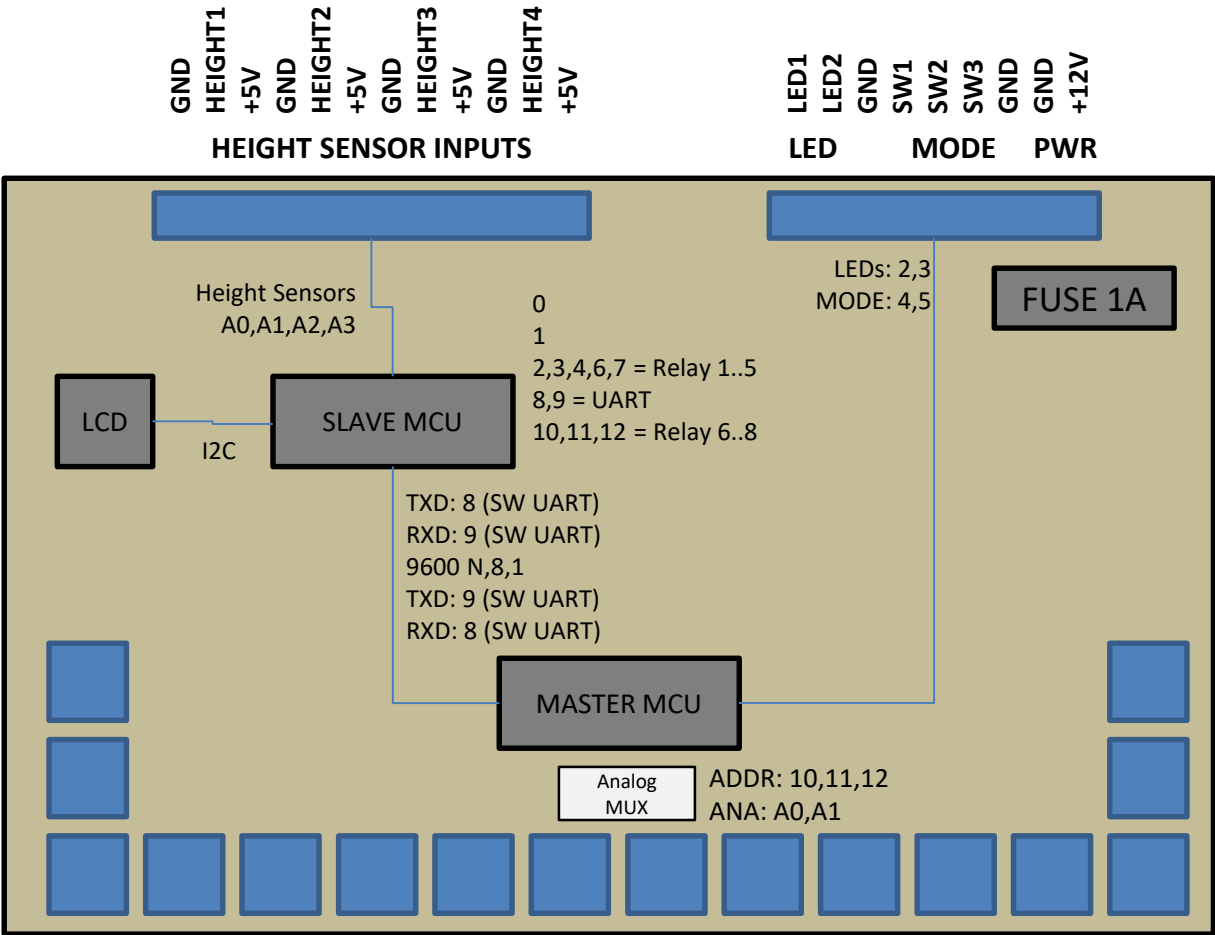 GND
HEIGHT1
+5V
GND
HEIGHT2
+5V
GND
HEIGHT3
+5V
GND
HEIGHT4
+5V
LED1
LED2
GND
SW1
SW2
SW3
GND
GND
+12V
HEIGHT SENSOR INPUTS
LED
MODE
PWR
Height Sensors
A0,A1,A2,A3
LEDs: 2,3
MODE: 4,5
FUSE 1A
0
1
2,3,4,6,7 = Relay 1..5
8,9 = UART
10,11,12 = Relay 6..8
LCD
I2C
SLAVE MCU
TXD: 8 (SW UART)
RXD: 9 (SW UART)
9600 N,8,1
TXD: 9 (SW UART)
RXD: 8 (SW UART)
MASTER MCU
Analog
MUX
ADDR: 10,11,12
ANA: A0,A1